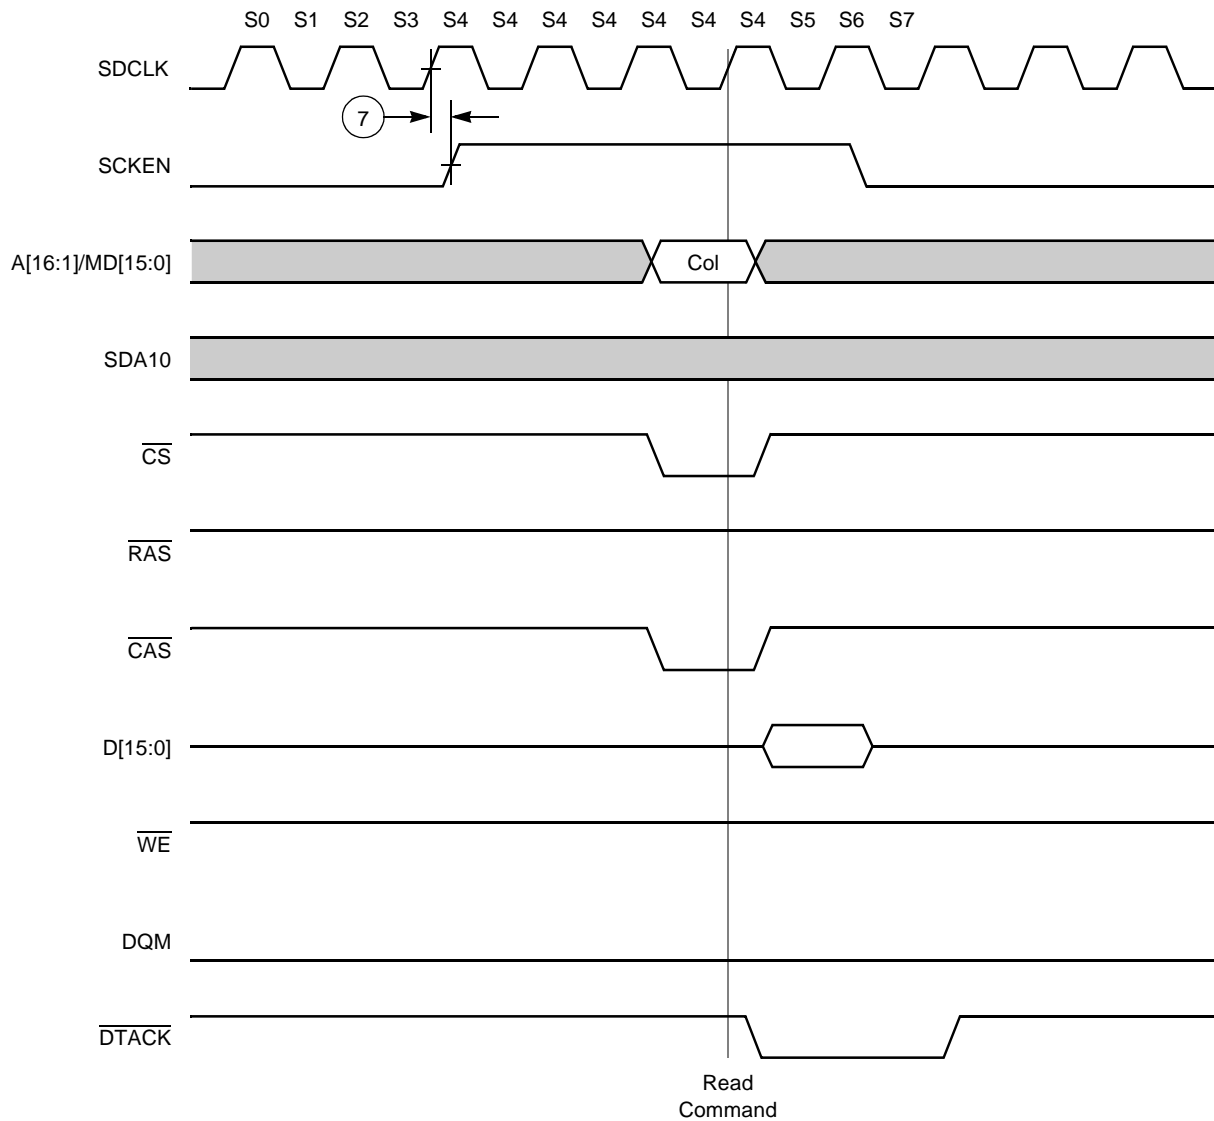 S0 S1 S2 S3 S4 S4 S4 S4 S4 S4 S4 S5 S6 S7
SDCLK
7
SCKEN
A[16:1]/MD[15:0]
Col
SDA10
CS
RAS
CAS
D[15:0]
WE
DQM
DTACK
Read
Command